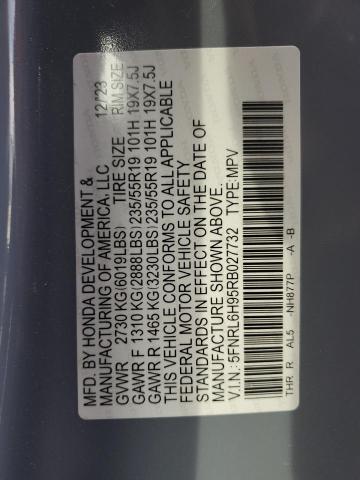 MFD. BY HONDA DEVELOPMENT &
MANUFACTURING OF AMERICA, LLC 12/23
GVWR 2730 KG(6019LBS) TIRE SIZE RIM SIZE
GAWR F 1310 KG(2888LBS) 235/55R19 101H 19X7.5J
GAWR R 1465 KG(3230LBS) 235/55R19 101H 19X7.5J
THIS VEHICLE CONFORMS TO ALL APPLICABLE
FEDERAL MOTOR VEHICLE SAFETY
STANDARDS IN EFFECT ON THE DATE OF
MANUFACTURE SHOWN ABOVE.
V.I.N.: 5FNRL6H95RB027732 TYPE: MPV
THR R AL5 -NH877P -A -B